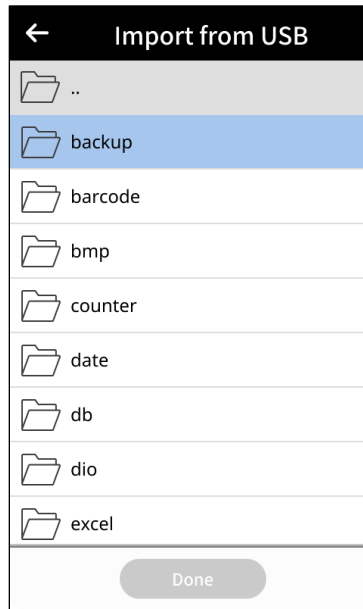 Import from USB
..
backup
barcode
bmp
counter
date
db
dio
excel
Done